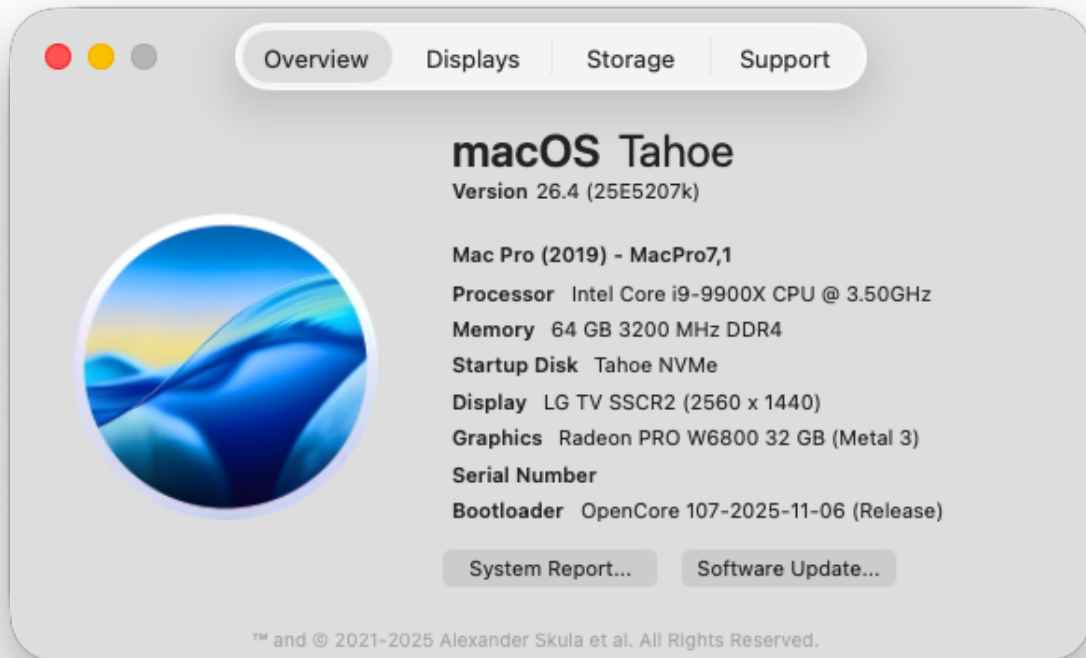 Overview Displays Storage Support
macOS Tahoe
Version 26.4 (25E5207k)
Mac Pro (2019) - MacPro7,1
Processor Intel Core i9-9900X CPU @ 3.50GHz
Memory 64 GB 3200 MHz DDR4
Startup Disk Tahoe NVMe
Display LG TV SSCR2 (2560 x 1440)
Graphics Radeon PRO W6800 32 GB (Metal 3)
Serial Number
Bootloader OpenCore 107-2025-11-06 (Release)
System Report... Software Update...
™ and © 2021-2025 Alexander Skula et al. All Rights Reserved.